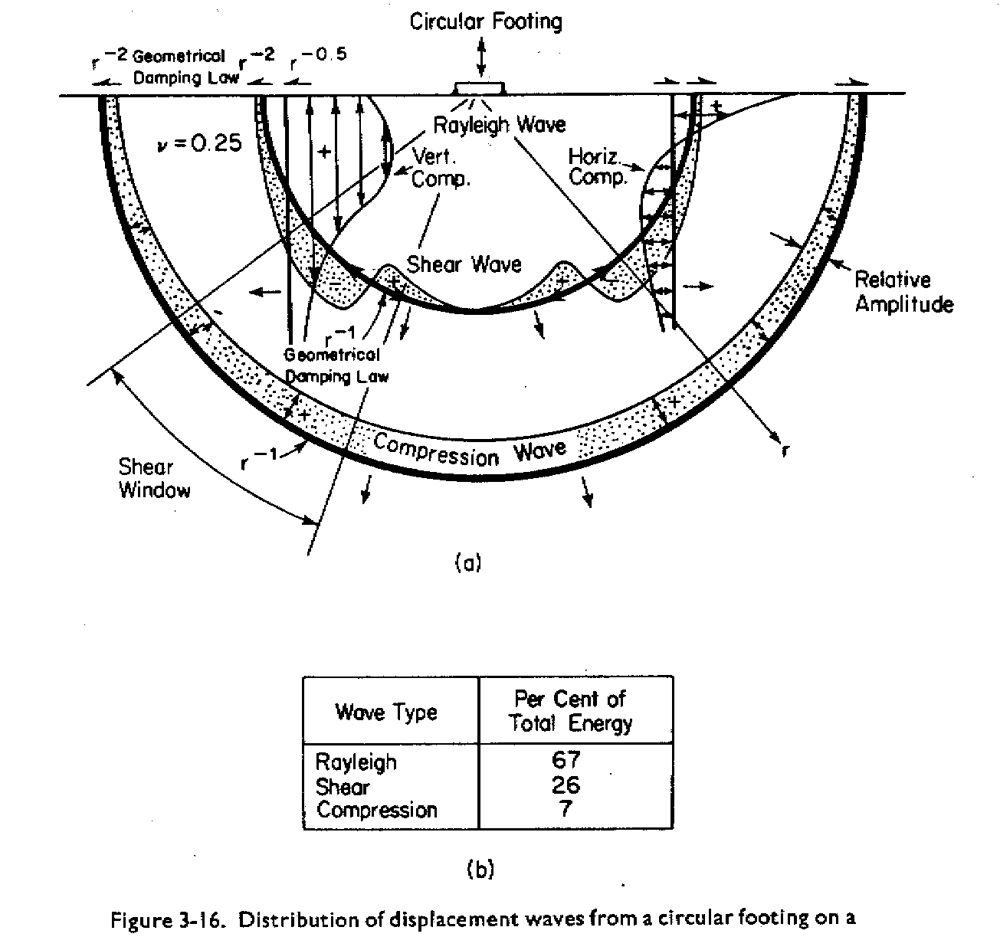 Circular Footing
r⁻² Geometrical r⁻² r⁻⁰·⁵
Damping Law
Rayleigh Wave
ν = 0.25
+
+
Vert.
Comp.
Horiz.
Comp.
Shear Wave
+
+
-
-
Relative
Amplitude
r⁻¹
Geometrical
Damping Law
+
+
Compression Wave
r⁻¹
r
Shear
Window
(a)
Wave Type
Per Cent of
Total Energy
Rayleigh 67
Shear 26
Compression 7
(b)
Figure 3-16. Distribution of displacement waves from a circular footing on a